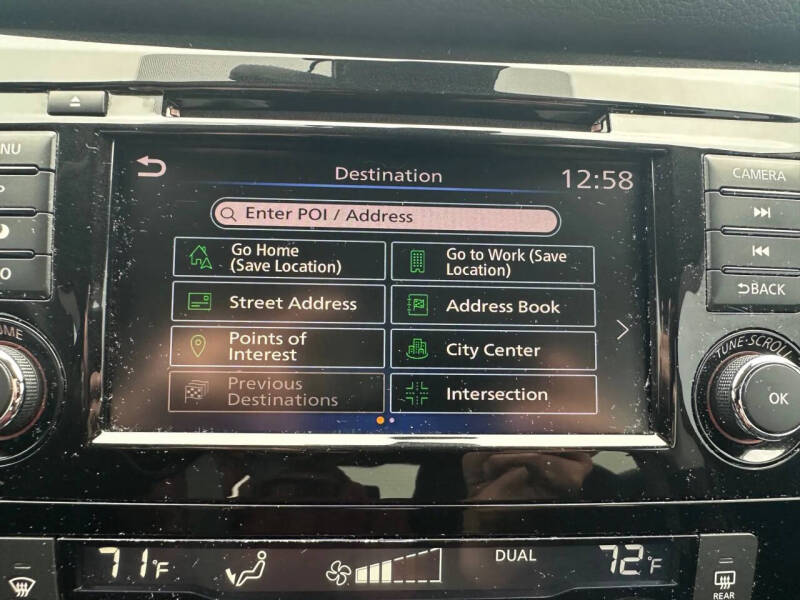 NU
CAMERA
Destination
12:58
Enter POI / Address
Go Home
(Save Location)
Go to Work (Save
Location)
BACK
Street Address
Address Book
Points of
Interest
City Center
TUNE·SCROLL
Previous
Destinations
Intersection
OK
71°F
DUAL
72°F
REAR